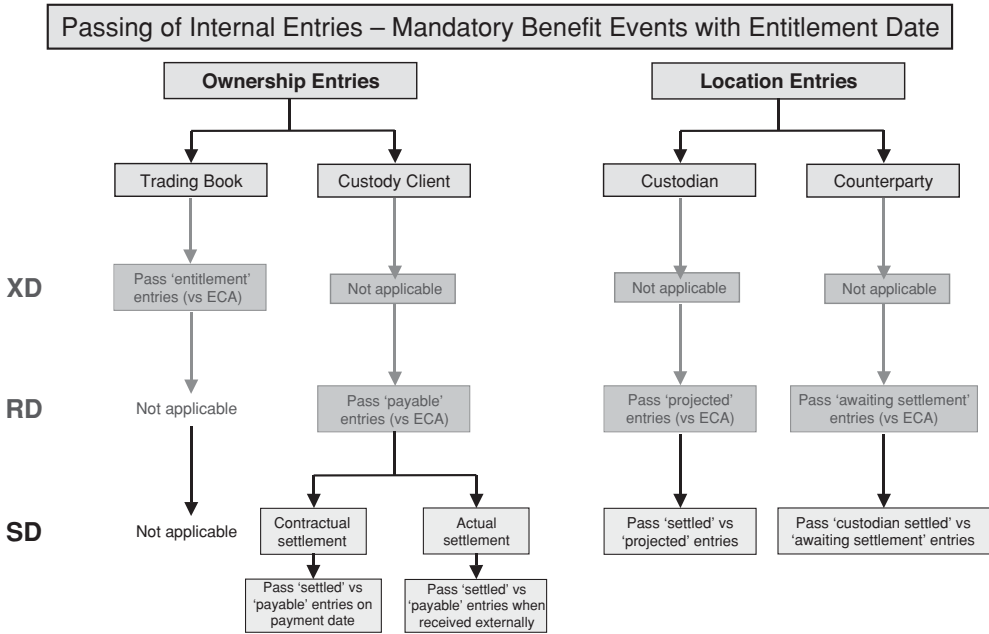 Passing of Internal Entries – Mandatory Benefit Events with Entitlement Date
Ownership Entries
Location Entries
Trading Book
Custody Client
Custodian
Counterparty
XD
Pass ‘entitlement’
entries (vs ECA)
Not applicable
Not applicable
Not applicable
RD
Not applicable
Pass ‘payable’
entries (vs ECA)
Pass ‘projected’
entries (vs ECA)
Pass ‘awaiting settlement’
entries (vs ECA)
SD
Not applicable
Contractual
settlement
Actual
settlement
Pass ‘settled’ vs
‘projected’ entries
Pass ‘custodian settled’ vs
‘awaiting settlement’ entries
Pass ‘settled’ vs
‘payable’ entries on
payment date
Pass ‘settled’ vs
‘payable’ entries when
received externally